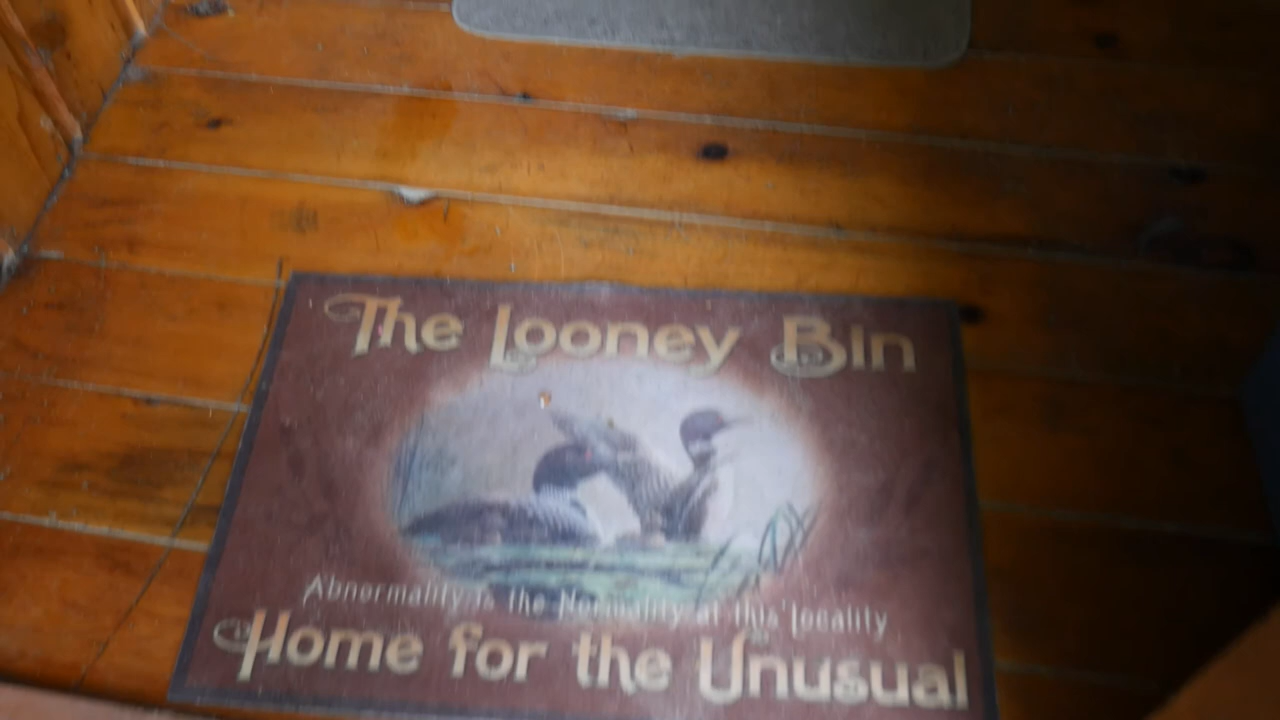 The Looney Bin
Abnormality is the Normality at this locality
Home for the Unusual